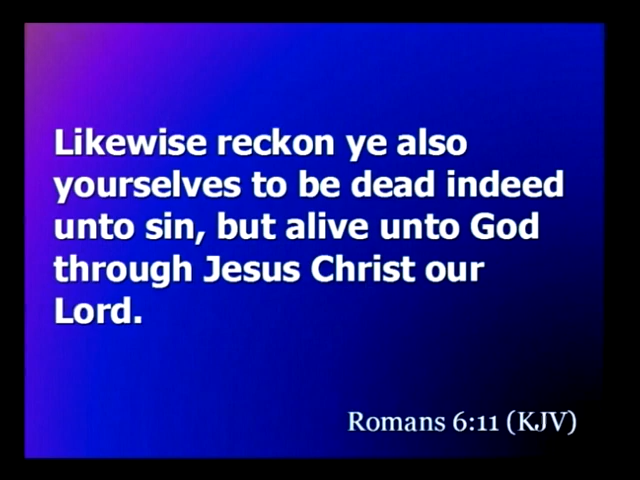 Likewise reckon ye also
yourselves to be dead indeed
unto sin, but alive unto God
through Jesus Christ our
Lord.
Romans 6:11 (KJV)